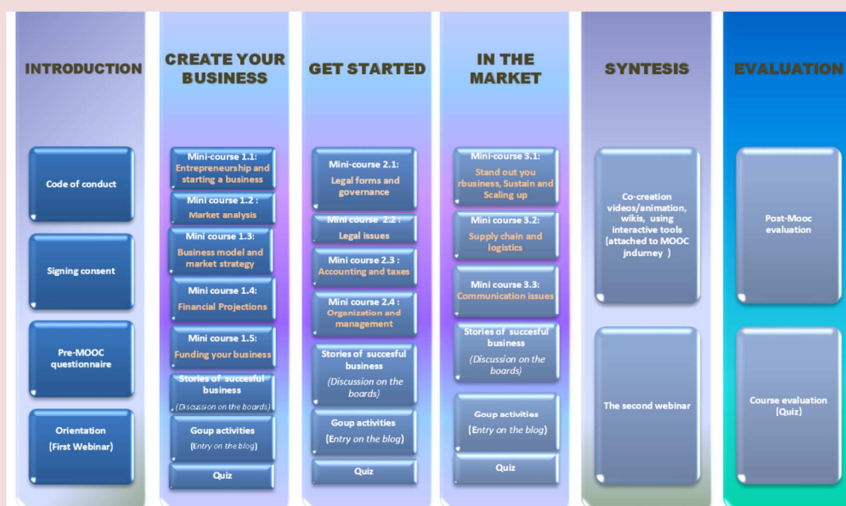 INTRODUCTION
Code of conduct
Signing consent
Pre-MOOC
questionnaire
Orientation
(First Webinar)
CREATE YOUR
BUSINESS
Mini-course 1.1:
Entrepreneurship and
starting a business
Mini-course 1.2 :
Market analysis
Mini course 1.3:
Business model and
market strategy
Mini-course 1.4:
Financial Projections
Mini course 1.5:
Funding your business
Stories of succesful
business
(Discussion on the boards)
Goup activities
(Entry on the blog)
Quiz
GET STARTED
Mini-course 2.1:
Legal forms and
governance
Mini course 2.2 :
Legal issues
Mini course 2.3 :
Accounting and taxes
Mini course 2.4 :
Organization and
management
Stories of succesful
business
(Discussion on the
boards)
Goup activities
(Entry on the blog)
Quiz
IN THE
MARKET
Mini-course 3.1:
Stand out you
rbusiness, Sustain and
Scaling up
Mini course 3.2:
Supply chain and
logistics
Mini course 3.3:
Communication issues
Stories of succesful
business
(Discussion on the
boards)
Goup activities
(Entry on the blog)
Quiz
SYNTESIS
Co-creation
videos/animation,
wikis, using
interactive tools
(attached to MOOC
jndurney )
The second webinar
EVALUATION
Post-Mooc
evaluation
Course evaluation
(Quiz)